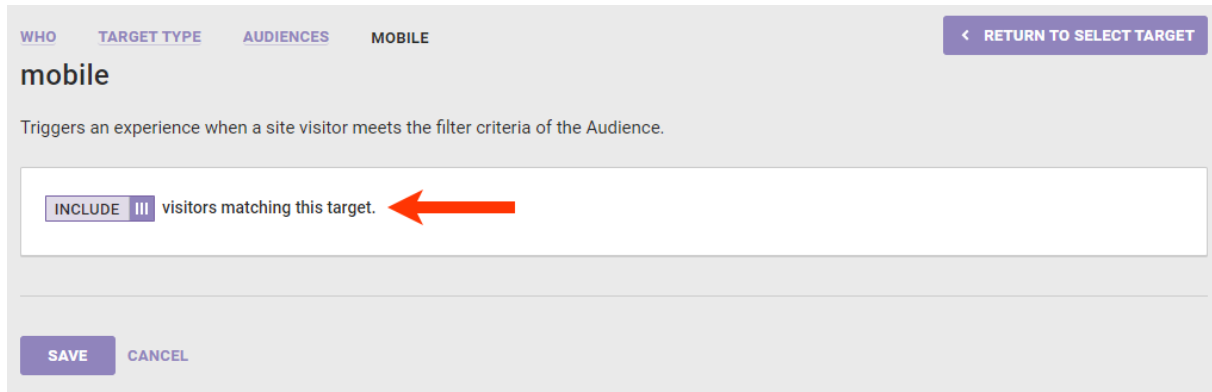 WHO TARGET TYPE AUDIENCES MOBILE
< RETURN TO SELECT TARGET
mobile
Triggers an experience when a site visitor meets the filter criteria of the Audience.
INCLUDE visitors matching this target.
SAVE CANCEL